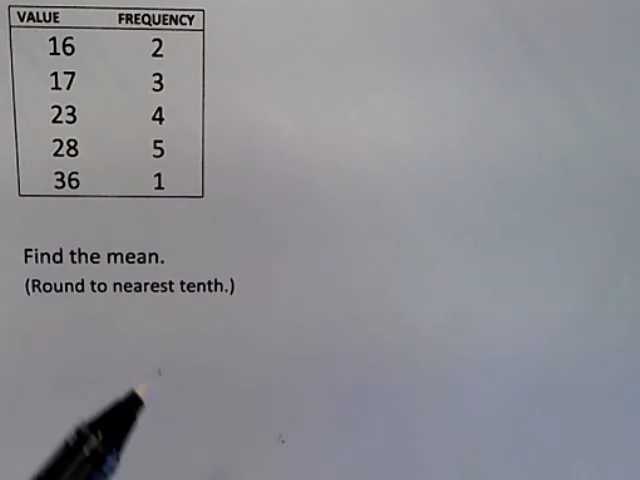 VALUE FREQUENCY
16 2
17 3
23 4
28 5
36 1
Find the mean.
(Round to nearest tenth.)